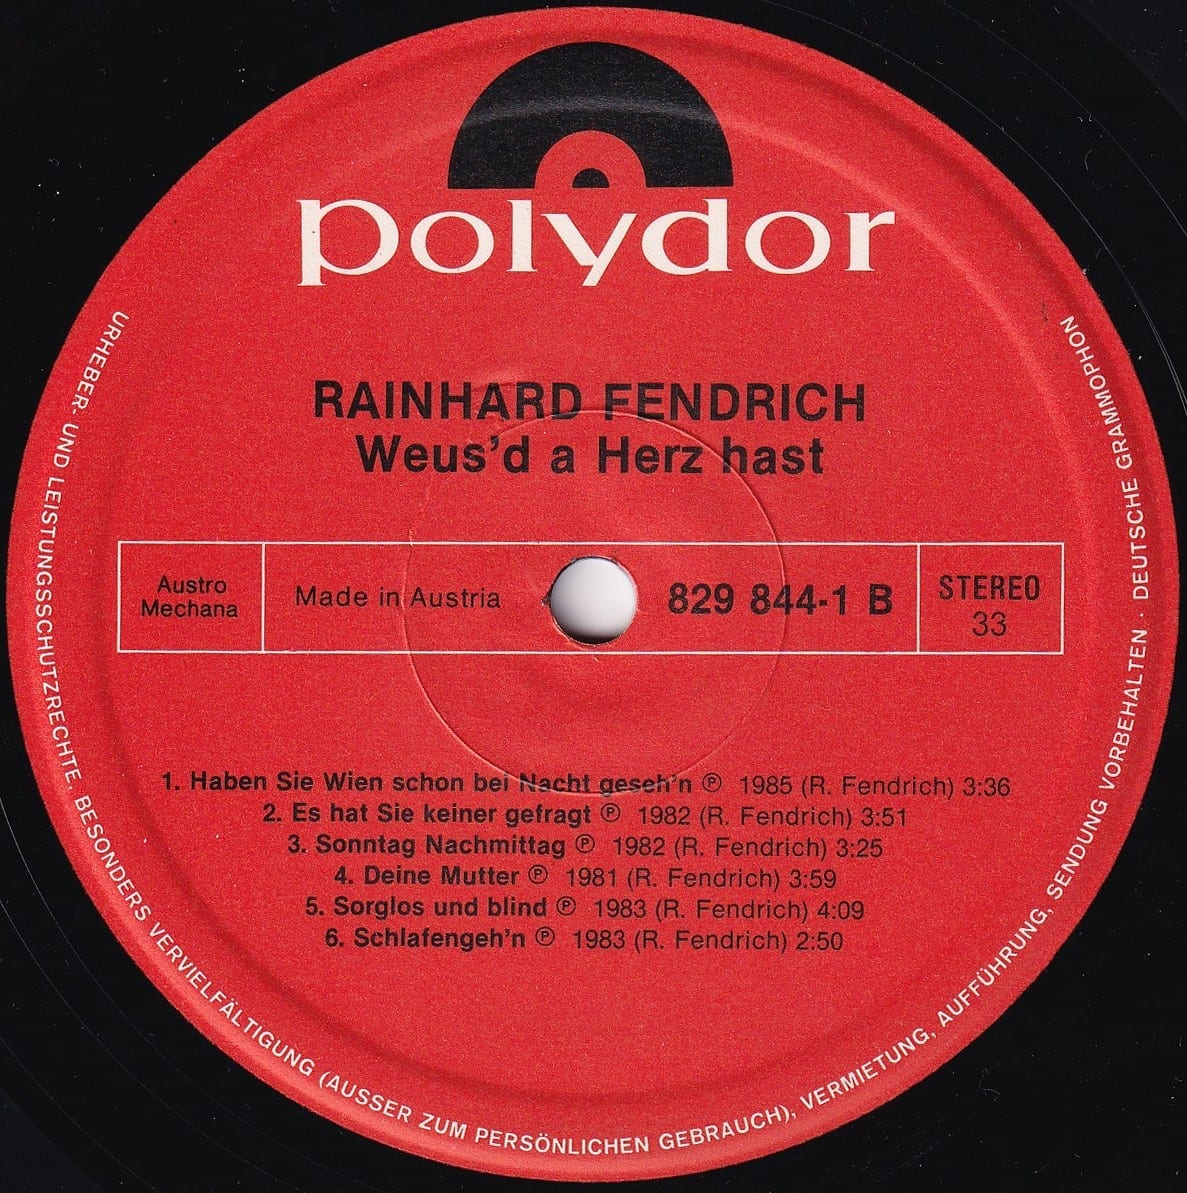 polydor
RAINHARD FENDRICH
Weus'd a Herz hast
Austro
Mechana
Made in Austria
829 844-1 B
STEREO
33
1. Haben Sie Wien schon bei Nacht geseh'n ℗ 1985 (R. Fendrich) 3:36
2. Es hat Sie keiner gefragt ℗ 1982 (R. Fendrich) 3:51
3. Sonntag Nachmittag ℗ 1982 (R. Fendrich) 3:25
4. Deine Mutter ℗ 1981 (R. Fendrich) 3:59
5. Sorglos und blind ℗ 1983 (R. Fendrich) 4:09
6. Schlafengeh'n ℗ 1983 (R. Fendrich) 2:50
URHEBER- UND LEISTUNGSSCHUTZRECHTE, BESONDERS VERVIELFÄLTIGUNG (AUSSER ZUM PERSÖNLICHEN GEBRAUCH), VERMIETUNG, AUFFÜHRUNG, SENDUNG VORBEHALTEN · DEUTSCHE GRAMMOPHON